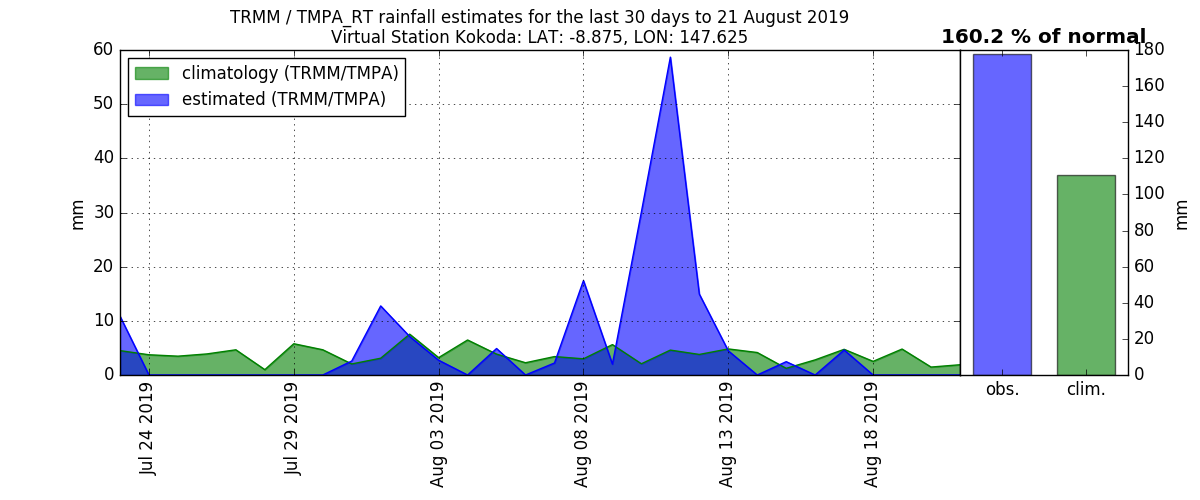 TRMM / TMPA_RT rainfall estimates for the last 30 days to 21 August 2019
Virtual Station Kokoda: LAT: -8.875, LON: 147.625
160.2 % of normal
climatology (TRMM/TMPA)
estimated (TRMM/TMPA)
mm
60
50
40
30
20
10
0
Jul 24 2019
Jul 29 2019
Aug 03 2019
Aug 08 2019
Aug 13 2019
Aug 18 2019
obs.
clim.
180
160
140
120
100
80
60
40
20
0
mm